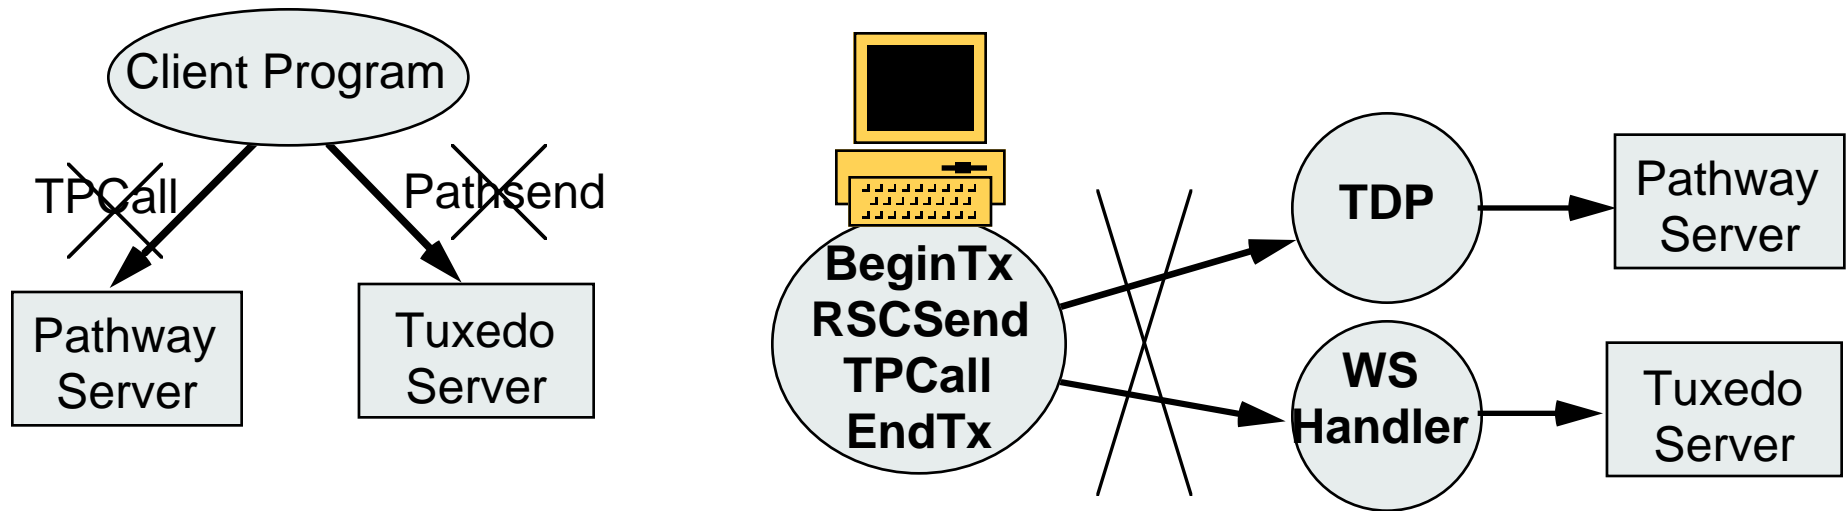 Client Program
TPCall
Pathsend
Pathway
Server
Tuxedo
Server
BeginTx
RSCSend
TPCall
EndTx
TDP
Pathway
Server
WS
Handler
Tuxedo
Server